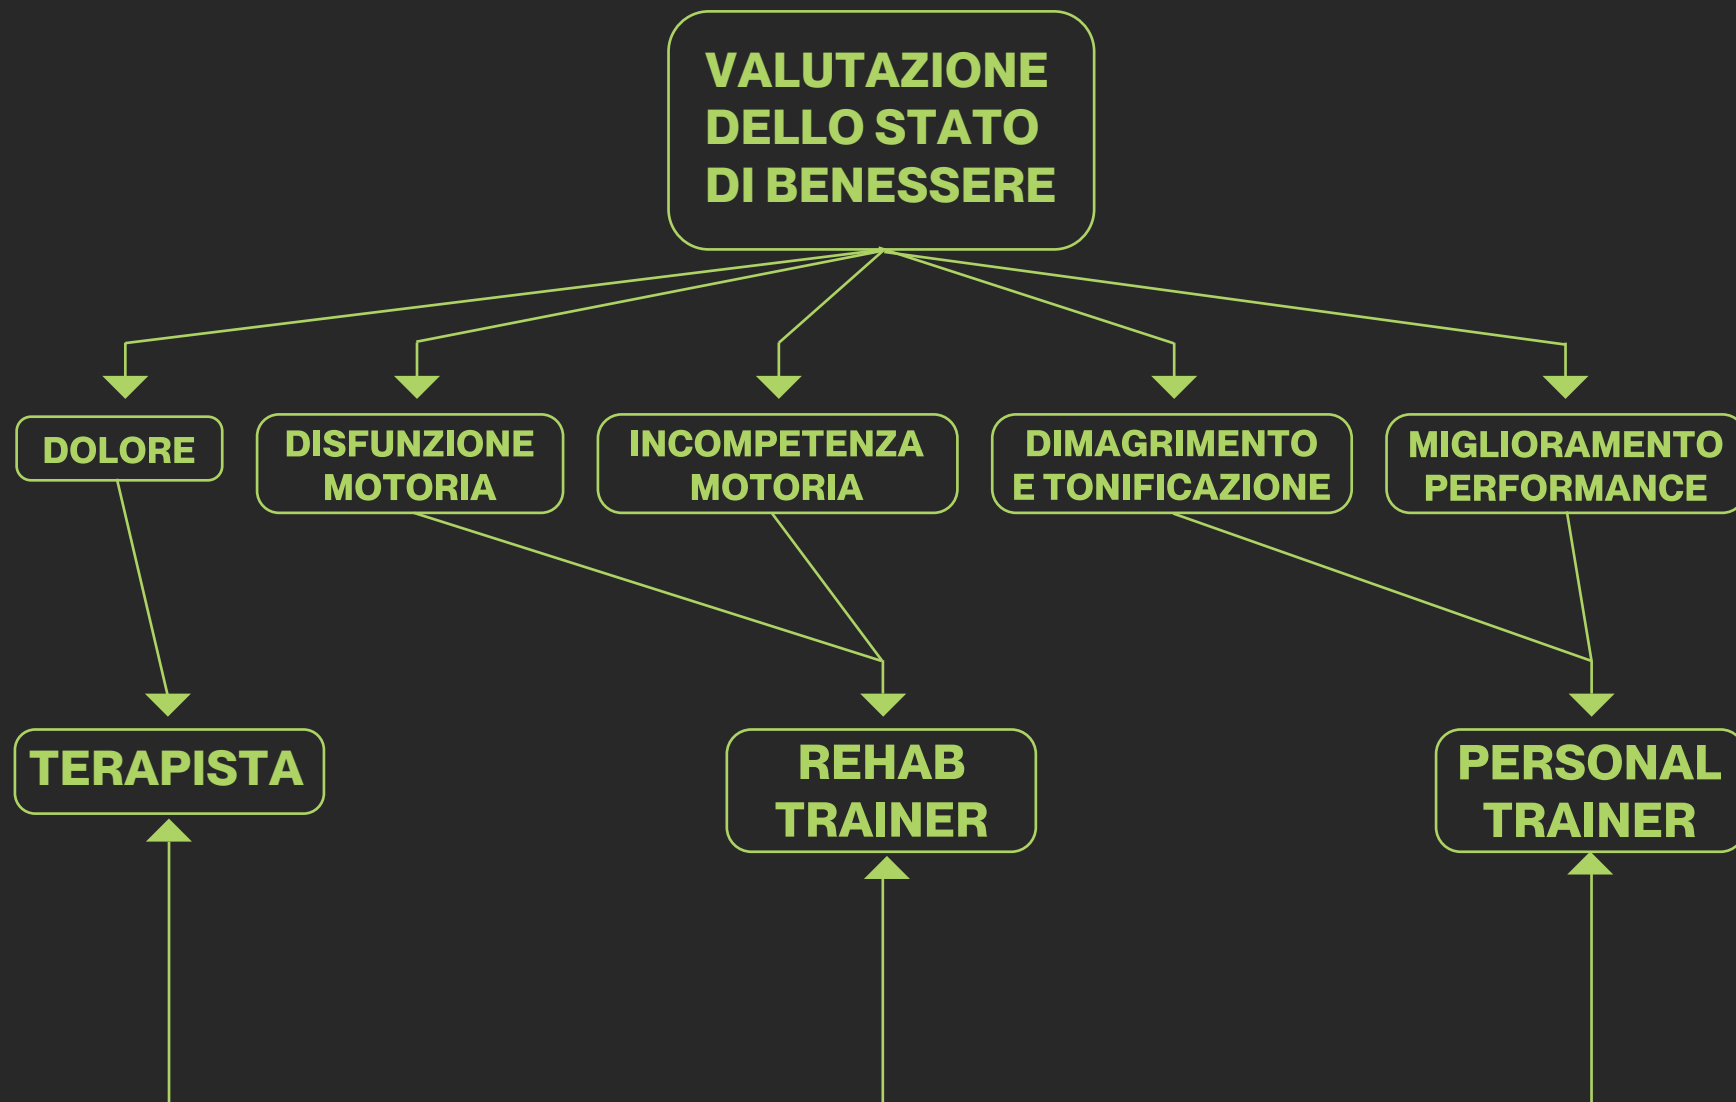 VALUTAZIONE
DELLO STATO
DI BENESSERE
DOLORE
DISFUNZIONE
MOTORIA
INCOMPETENZA
MOTORIA
DIMAGRIMENTO
E TONIFICAZIONE
MIGLIORAMENTO
PERFORMANCE
TERAPISTA
REHAB
TRAINER
PERSONAL
TRAINER